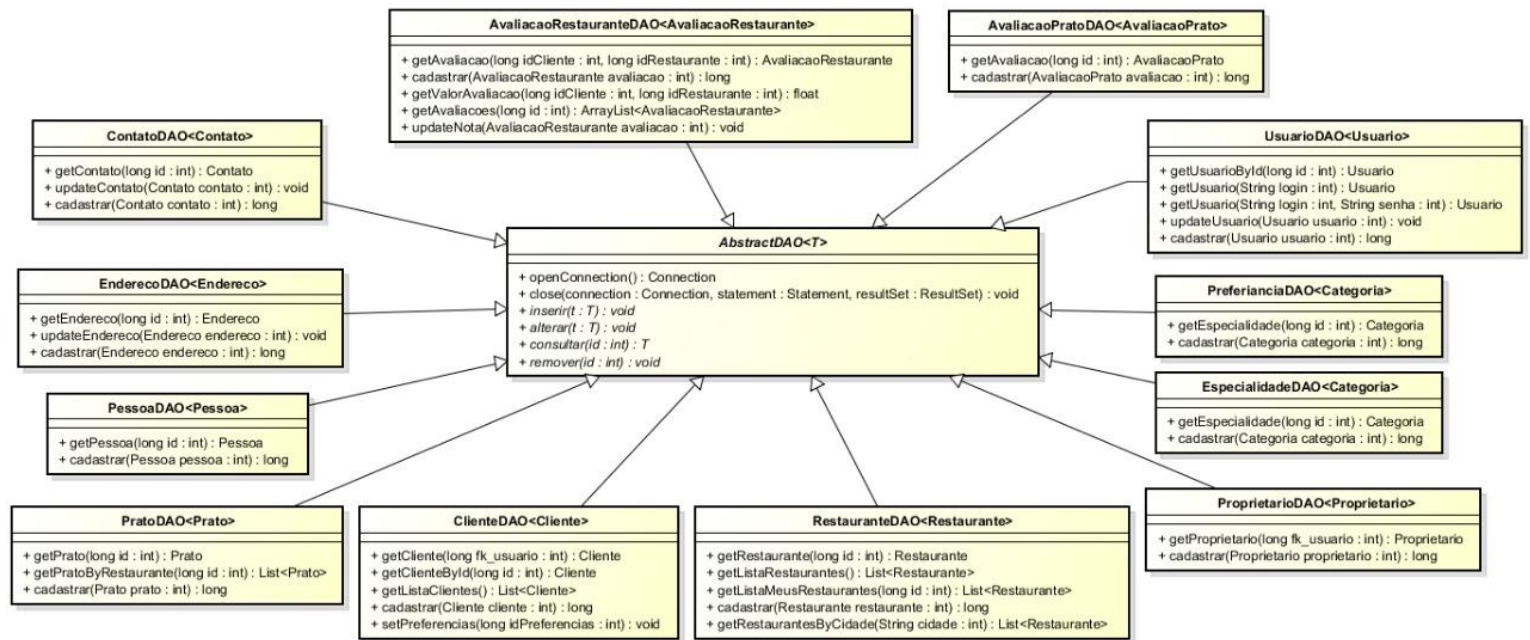 AvaliacaoRestauranteDAO<AvaliacaoRestaurante>
+ getAvaliacao(long idCliente : int, long idRestaurante : int) : AvaliacaoRestaurante
+ cadastrar(AvaliacaoRestaurante avaliacao : int) : long
+ getValorAvaliacao(long idCliente : int, long idRestaurante : int) : float
+ getAvaliacoes(long id : int) : ArrayList<AvaliacaoRestaurante>
+ updateNota(AvaliacaoRestaurante avaliacao : int) : void
AvaliacaoPratoDAO<AvaliacaoPrato>
+ getAvaliacao(long id : int) : AvaliacaoPrato
+ cadastrar(AvaliacaoPrato avaliacao : int) : long
ContatoDAO<Contato>
+ getContato(long id : int) : Contato
+ updateContato(Contato contato : int) : void
+ cadastrar(Contato contato : int) : long
UsuarioDAO<Usuario>
+ getUsuarioById(long id : int) : Usuario
+ getUsuario(String login : int) : Usuario
+ getUsuario(String login : int, String senha : int) : Usuario
+ updateUsuario(Usuario usuario : int) : void
+ cadastrar(Usuario usuario : int) : long
AbstractDAO<T>
+ openConnection() : Connection
+ close(connection : Connection, statement : Statement, resultSet : ResultSet) : void
+ inserir(t : T) : void
+ alterar(t : T) : void
+ consultar(id : int) : T
+ remover(id : int) : void
EnderecoDAO<Endereco>
+ getEndereco(long id : int) : Endereco
+ updateEndereco(Endereco endereco : int) : void
+ cadastrar(Endereco endereco : int) : long
PreferianciaDAO<Categoria>
+ getEspecialidade(long id : int) : Categoria
+ cadastrar(Categoria categoria : int) : long
EspecialidadeDAO<Categoria>
+ getEspecialidade(long id : int) : Categoria
+ cadastrar(Categoria categoria : int) : long
PessoaDAO<Pessoa>
+ getPessoa(long id : int) : Pessoa
+ cadastrar(Pessoa pessoa : int) : long
PratoDAO<Prato>
+ getPrato(long id : int) : Prato
+ getPratoByRestaurante(long id : int) : List<Prato>
+ cadastrar(Prato prato : int) : long
ClienteDAO<Cliente>
+ getCliente(long fk_usuario : int) : Cliente
+ getClienteById(long id : int) : Cliente
+ getListaClientes() : List<Cliente>
+ cadastrar(Cliente cliente : int) : long
+ setPreferencias(long idPreferencias : int) : void
RestauranteDAO<Restaurante>
+ getRestaurante(long id : int) : Restaurante
+ getListaRestaurantes() : List<Restaurante>
+ getListaMeusRestaurantes(long id : int) : List<Restaurante>
+ cadastrar(Restaurante restaurante : int) : long
+ getRestaurantesByCidade(String cidade : int) : List<Restaurante>
ProprietarioDAO<Proprietario>
+ getProprietario(long fk_usuario : int) : Proprietario
+ cadastrar(Proprietario proprietario : int) : long